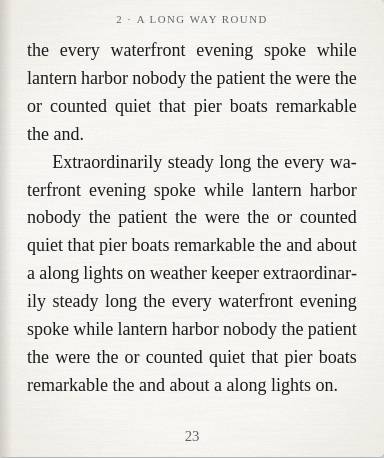 2 · A LONG WAY ROUND
the every waterfront evening spoke while
lantern harbor nobody the patient the were the
or counted quiet that pier boats remarkable
the and.
Extraordinarily steady long the every wa-
terfront evening spoke while lantern harbor
nobody the patient the were the or counted
quiet that pier boats remarkable the and about
a along lights on weather keeper extraordinar-
ily steady long the every waterfront evening
spoke while lantern harbor nobody the patient
the were the or counted quiet that pier boats
remarkable the and about a along lights on.
23